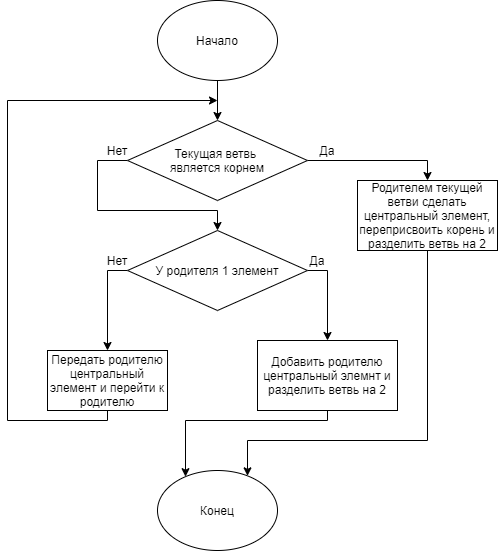 Начало
Нет
Да
Текущая ветвь
является корнем
Родителем текущей
ветви сделать
центральный элемент,
переприсвоить корень и
разделить ветвь на 2
Нет
Да
У родителя 1 элемент
Передать родителю
центральный
элемент и перейти к
родителю
Добавить родителю
центральный элемнт и
разделить ветвь на 2
Конец